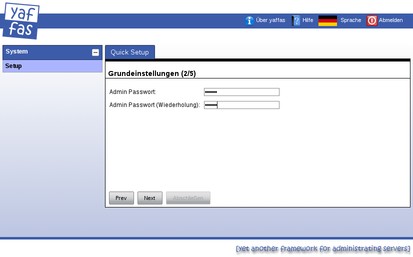 yaf
fas
Über yaffas Hilfe Sprache Abmelden
System
Setup
Quick Setup
Grundeinstellungen (2/5)
Admin Passwort:
Admin Passwort (Wiederholung):
Prev Next
[yet another framework for administrating servers]